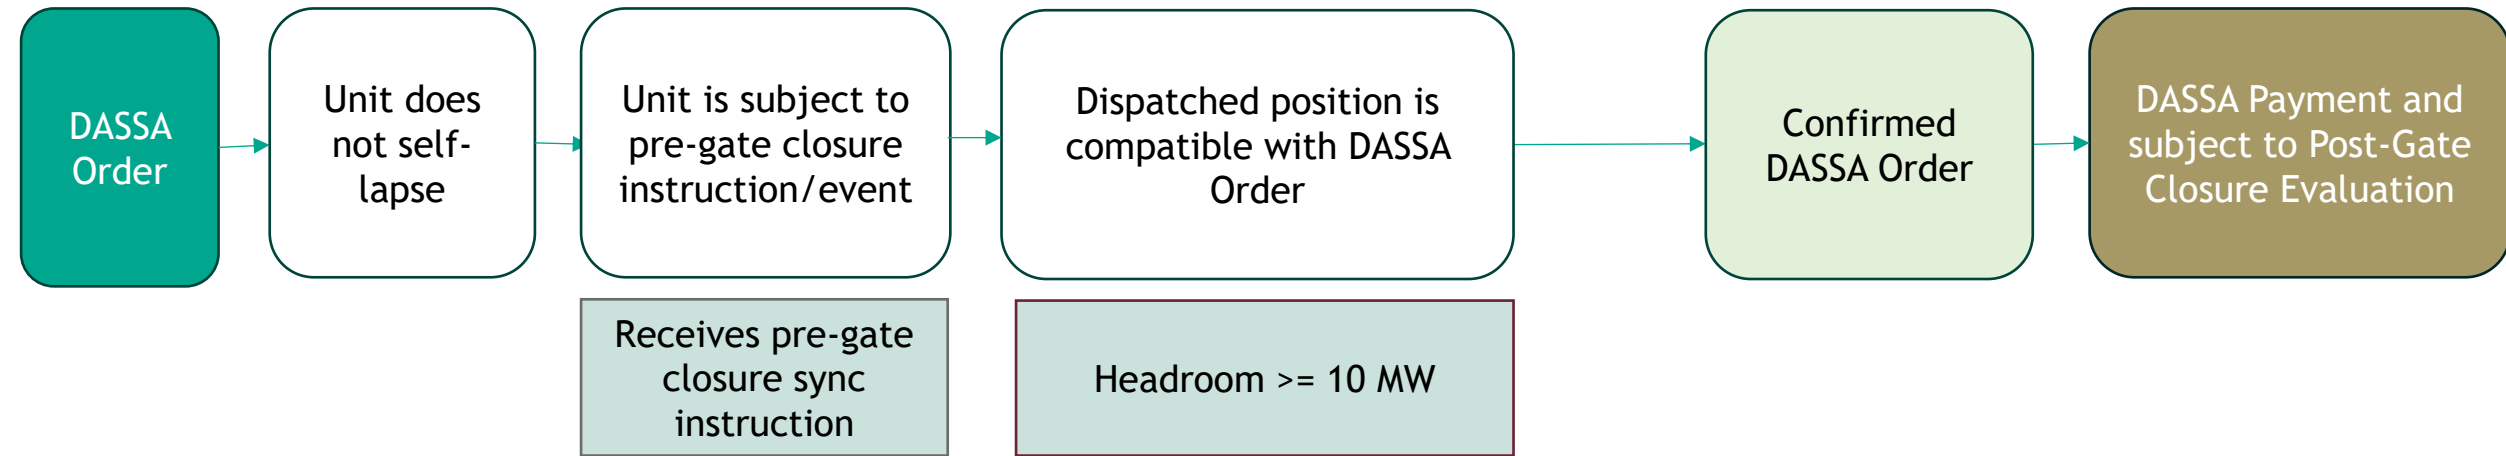 DASSA
Order
Unit does
not self-
lapse
Unit is subject to
pre-gate closure
instruction/event
Dispatched position is
compatible with DASSA
Order
Confirmed
DASSA Order
DASSA Payment and
subject to Post-Gate
Closure Evaluation
Receives pre-gate
closure sync
instruction
Headroom >= 10 MW